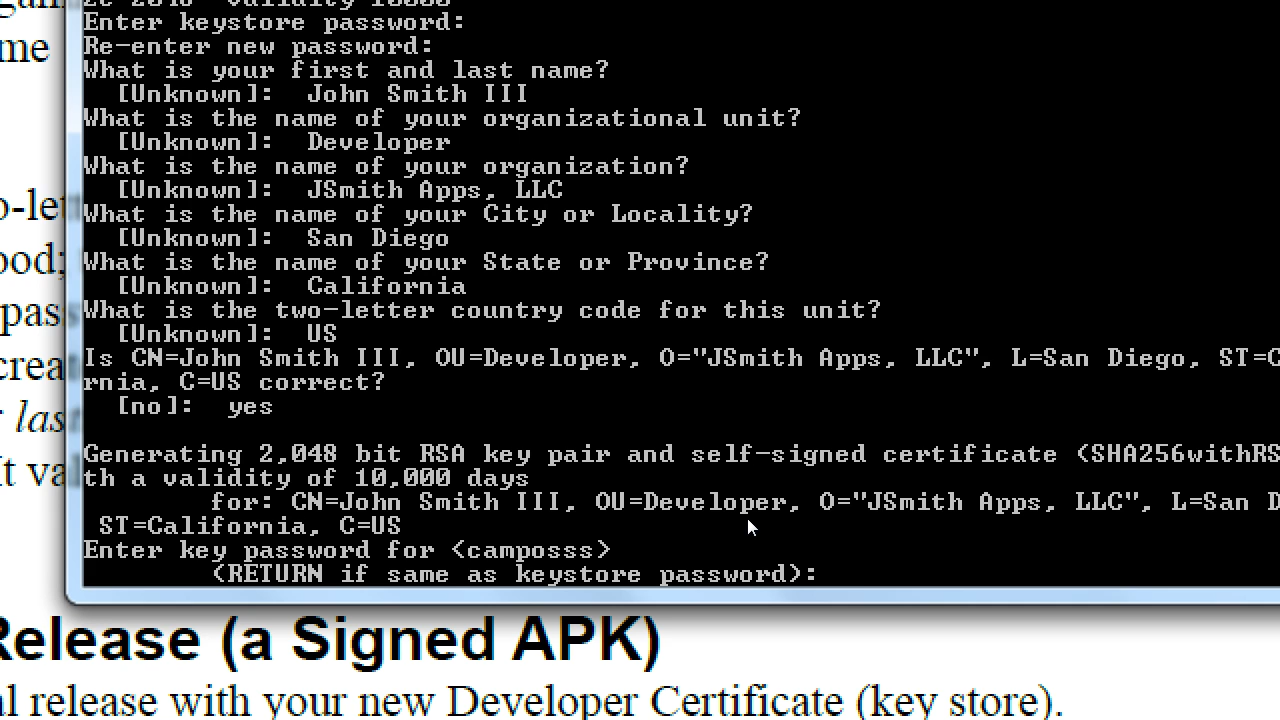 me
Enter keystore password:
Re-enter new password:
What is your first and last name?
[Unknown]: John Smith III
What is the name of your organizational unit?
[Unknown]: Developer
What is the name of your organization?
[Unknown]: JSmith Apps, LLC
What is the name of your City or Locality?
[Unknown]: San Diego
What is the name of your State or Province?
[Unknown]: California
What is the two-letter country code for this unit?
[Unknown]: US
Is CN=John Smith III, OU=Developer, O="JSmith Apps, LLC", L=San Diego, ST=C
rnia, C=US correct?
[no]: yes
Generating 2,048 bit RSA key pair and self-signed certificate (SHA256withRS
th a validity of 10,000 days
for: CN=John Smith III, OU=Developer, O="JSmith Apps, LLC", L=San D
ST=California, C=US
Enter key password for <camposss>
(RETURN if same as keystore password):
Release (a Signed APK)
al release with your new Developer Certificate (key store).